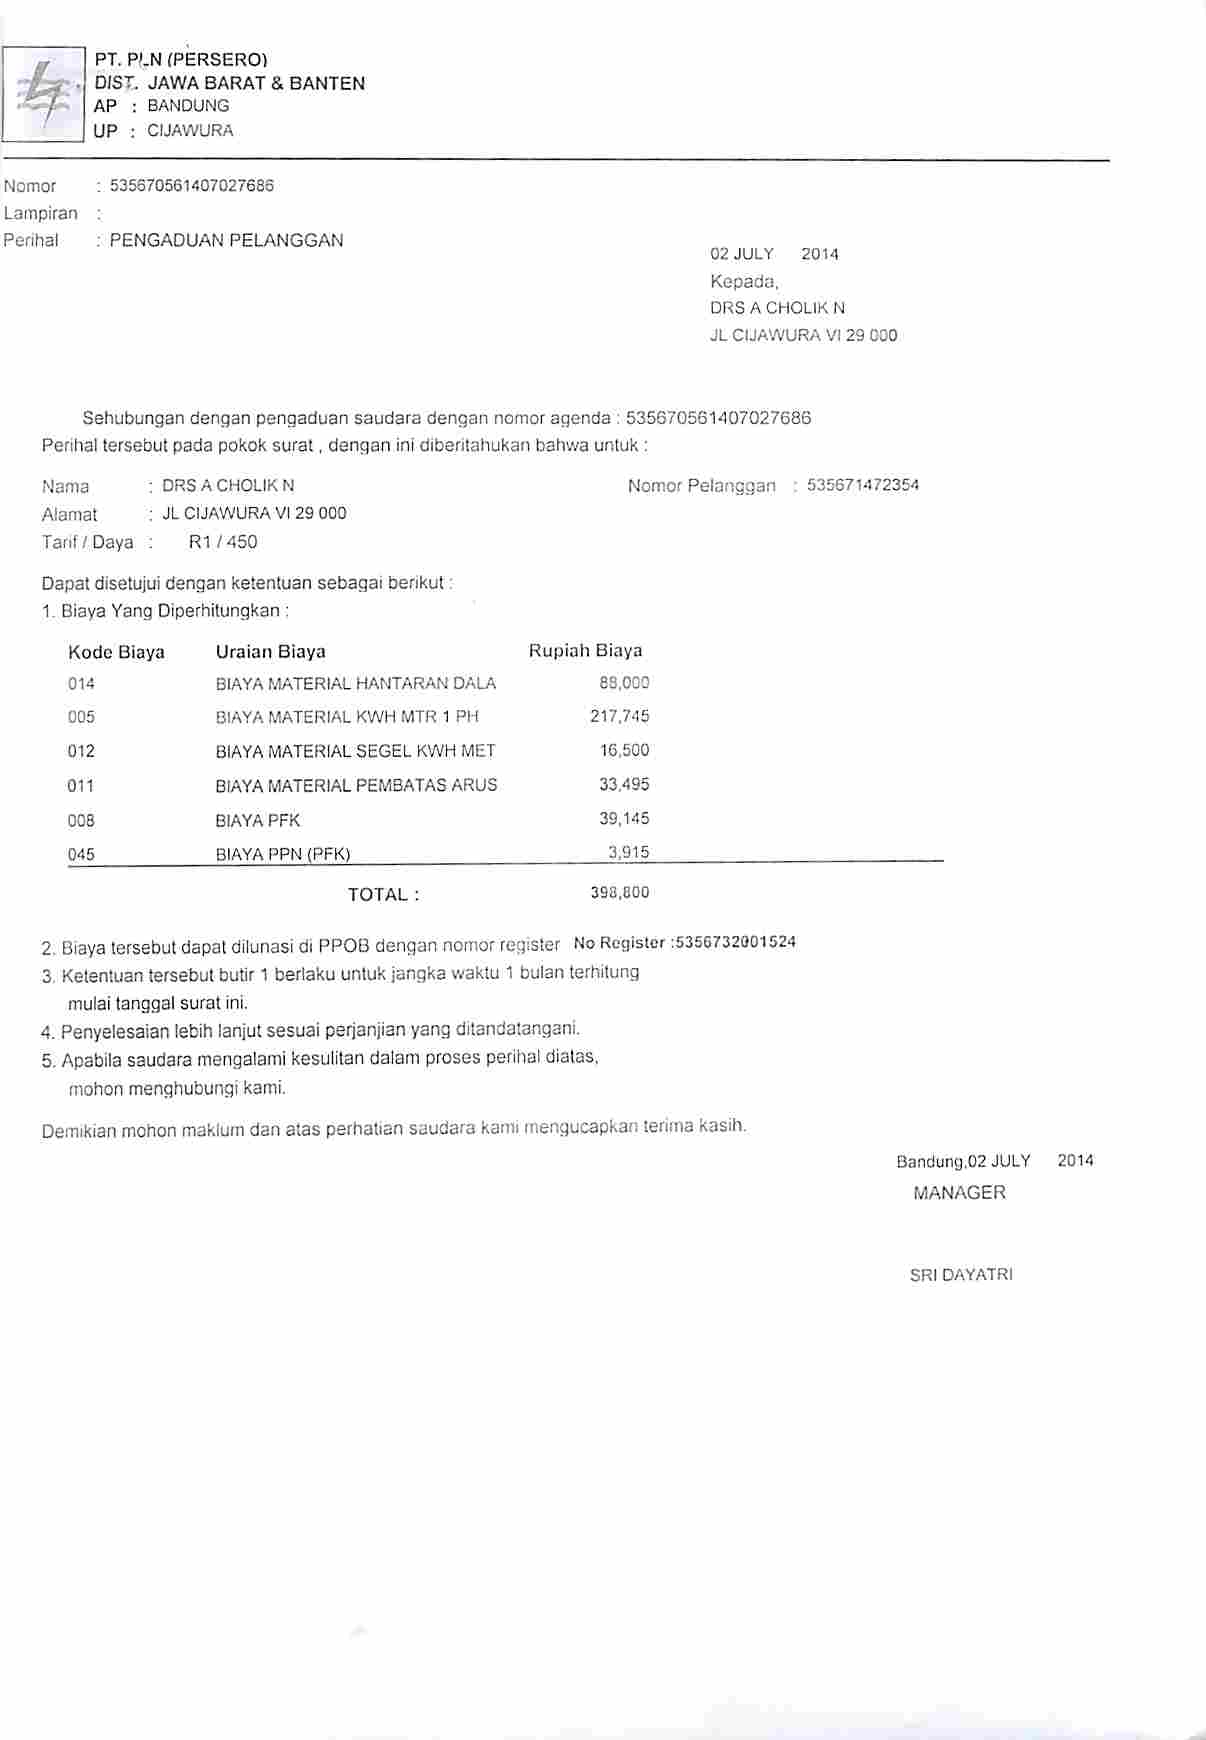 PT. PLN (PERSERO)
DIST. JAWA BARAT & BANTEN
AP : BANDUNG
UP : CIJAWURA
Nomor : 535670561407027686
Lampiran :
Perihal : PENGADUAN PELANGGAN
02 JULY 2014
Kepada,
DRS A CHOLIK N
JL CIJAWURA VI 29 000
Sehubungan dengan pengaduan saudara dengan nomor agenda : 535670561407027686
Perihal tersebut pada pokok surat , dengan ini diberitahukan bahwa untuk :
Nama : DRS A CHOLIK N Nomor Pelanggan : 535671472354
Alamat : JL CIJAWURA VI 29 000
Tarif / Daya : R1 / 450
Dapat disetujui dengan ketentuan sebagai berikut :
1. Biaya Yang Diperhitungkan :
Kode Biaya Uraian Biaya Rupiah Biaya
014 BIAYA MATERIAL HANTARAN DALA 88,000
005 BIAYA MATERIAL KWH MTR 1 PH 217,745
012 BIAYA MATERIAL SEGEL KWH MET 16,500
011 BIAYA MATERIAL PEMBATAS ARUS 33,495
008 BIAYA PFK 39,145
045 BIAYA PPN (PFK) 3,915
TOTAL : 398,800
2. Biaya tersebut dapat dilunasi di PPOB dengan nomor register No Register :5356732001524
3. Ketentuan tersebut butir 1 berlaku untuk jangka waktu 1 bulan terhitung
mulai tanggal surat ini.
4. Penyelesaian lebih lanjut sesuai perjanjian yang ditandatangani.
5. Apabila saudara mengalami kesulitan dalam proses perihal diatas,
mohon menghubungi kami.
Demikian mohon maklum dan atas perhatian saudara kami mengucapkan terima kasih.
Bandung,02 JULY 2014
MANAGER
SRI DAYATRI